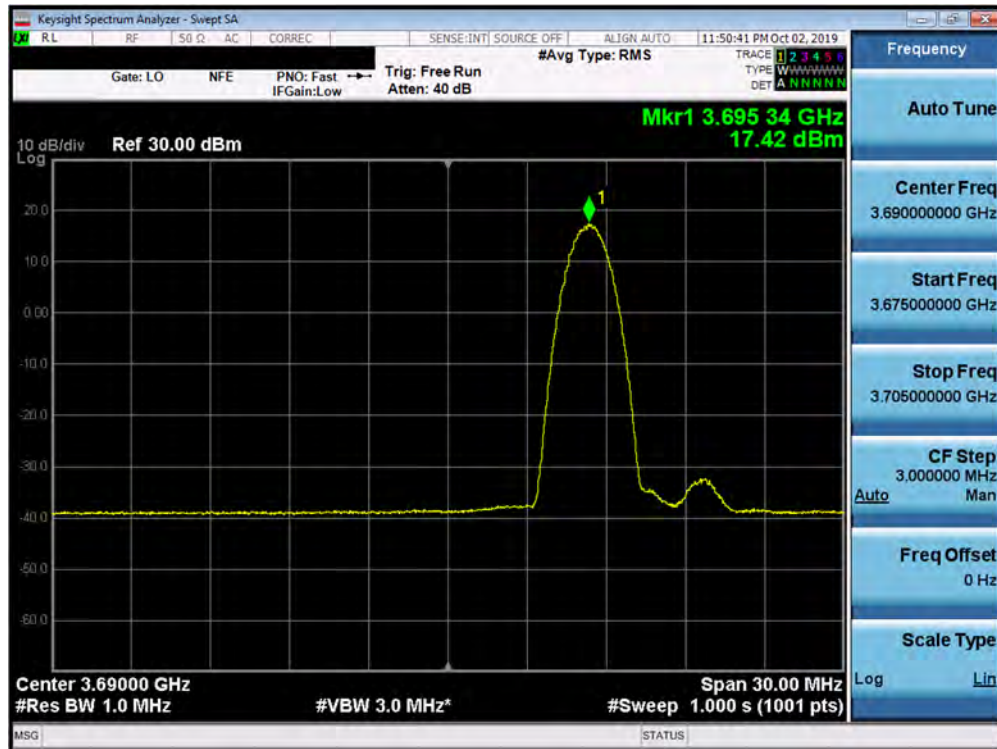 Keysight Spectrum Analyzer - Swept SA
RL RF 50 Ω AC CORREC SENSE:INT SOURCE OFF ALIGN AUTO 11:50:41 PM Oct 02, 2019
#Avg Type: RMS
TRACE 1 2 3 4 5 6
TYPE W
DET A N N N N N
Gate: LO NFE PNO: Fast Trig: Free Run
IFGain:Low Atten: 40 dB
Mkr1 3.695 34 GHz
17.42 dBm
10 dB/div Ref 30.00 dBm
Log
1
20.0
10.0
0.00
-10.0
-20.0
-30.0
-40.0
-50.0
-60.0
Center 3.69000 GHz Span 30.00 MHz
#Res BW 1.0 MHz #VBW 3.0 MHz* #Sweep 1.000 s (1001 pts)
MSG STATUS
Frequency
Auto Tune
Center Freq
3.690000000 GHz
Start Freq
3.675000000 GHz
Stop Freq
3.705000000 GHz
CF Step
3.000000 MHz
Auto Man
Freq Offset
0 Hz
Scale Type
Log Lin